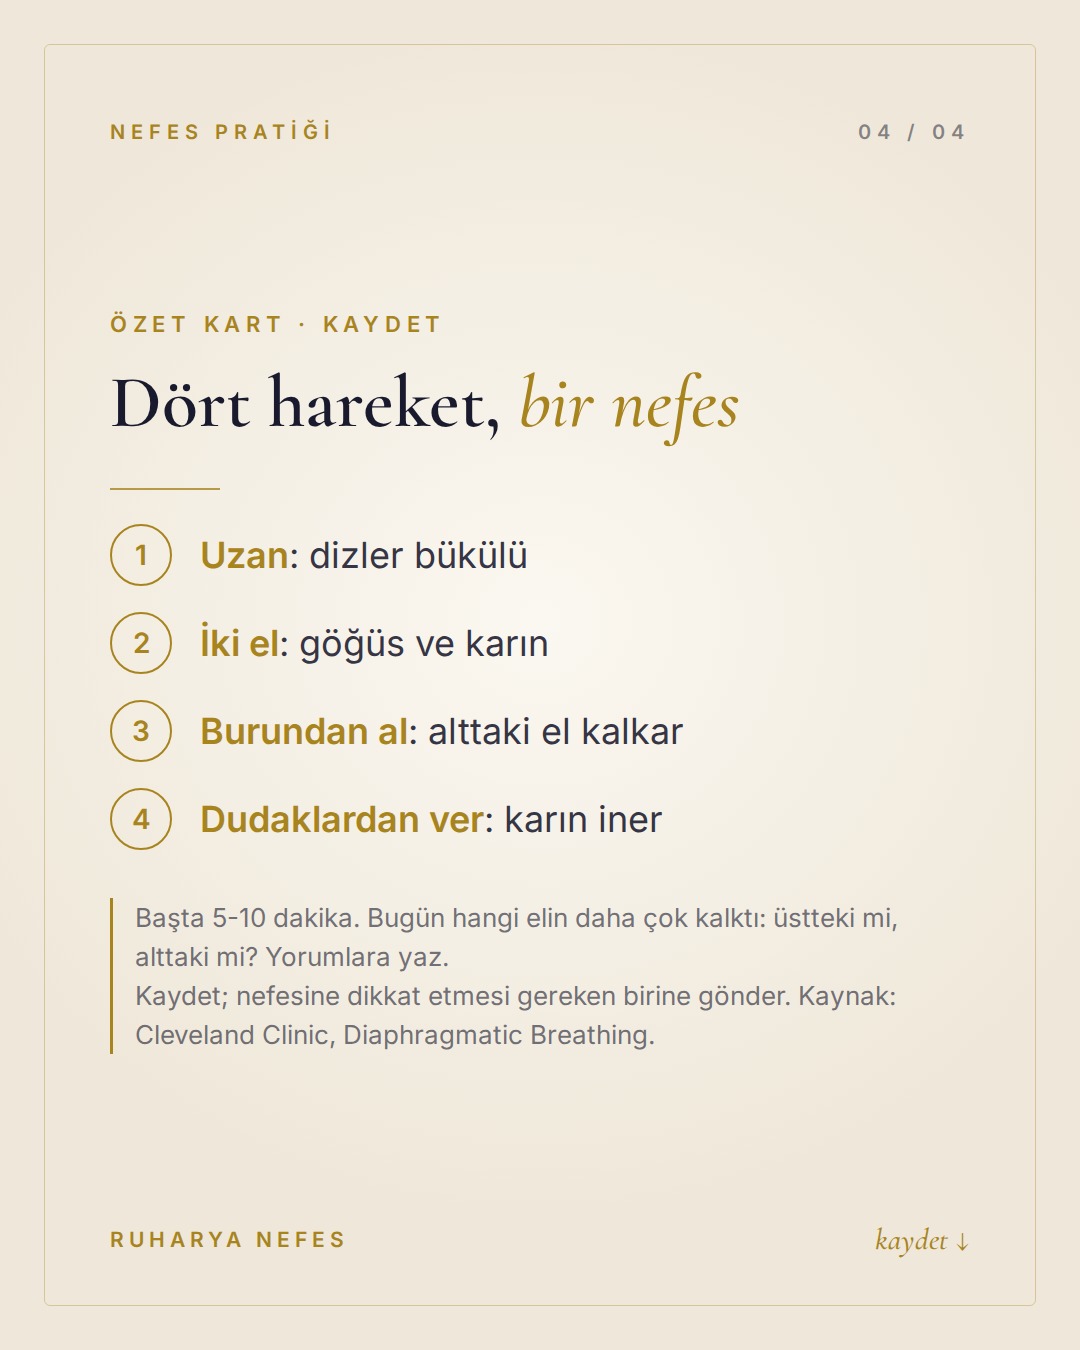 NEFES PRATİĞİ
04 / 04
ÖZET KART · KAYDET
Dört hareket, bir nefes
1 Uzan: dizler bükülü
2 İki el: göğüs ve karın
3 Burundan al: alttaki el kalkar
4 Dudaklardan ver: karın iner
Başta 5-10 dakika. Bugün hangi elin daha çok kalktı: üstteki mi,
alttaki mi? Yorumlara yaz.
Kaydet; nefesine dikkat etmesi gereken birine gönder. Kaynak:
Cleveland Clinic, Diaphragmatic Breathing.
RUHARYA NEFES
kaydet ↓